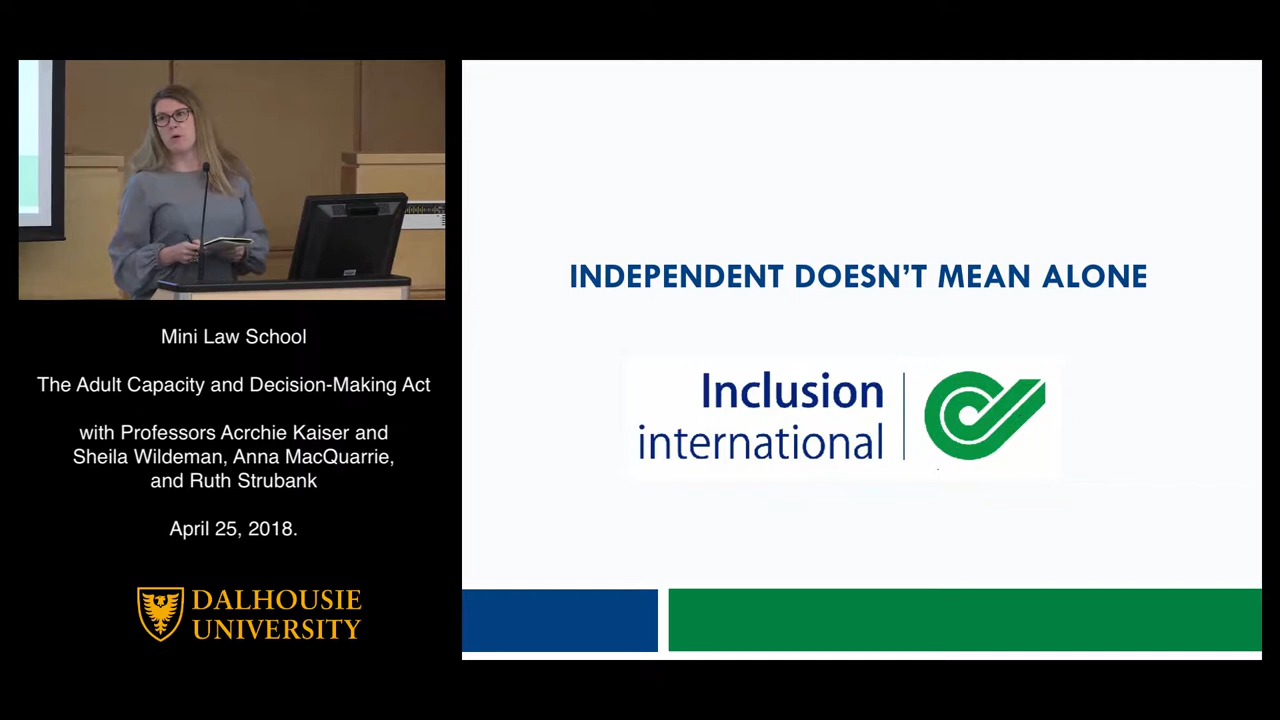 Mini Law School
The Adult Capacity and Decision-Making Act
with Professors Acrchie Kaiser and
Sheila Wildeman, Anna MacQuarrie,
and Ruth Strubank
April 25, 2018.
DALHOUSIE
UNIVERSITY
INDEPENDENT DOESN'T MEAN ALONE
Inclusion
international